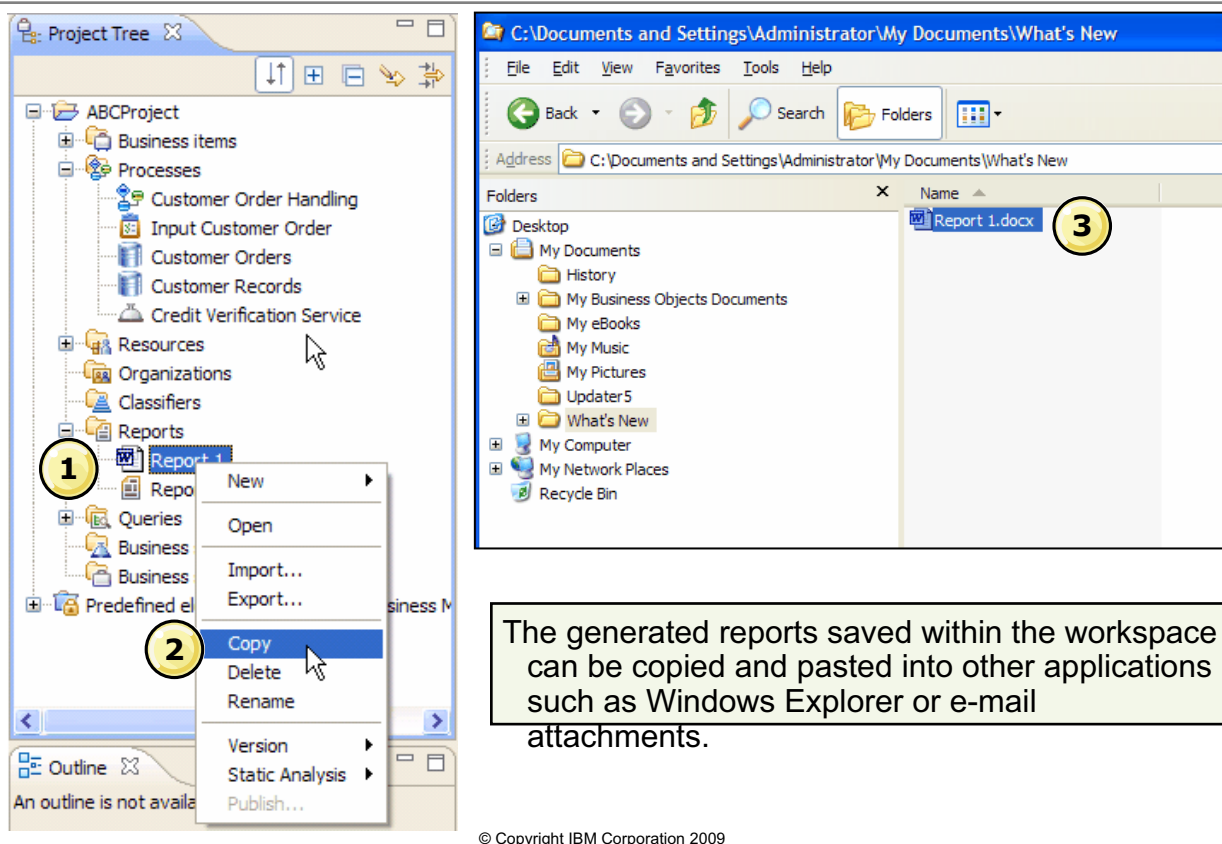 Project Tree
ABCProject
Business items
Processes
Customer Order Handling
Input Customer Order
Customer Orders
Customer Records
Credit Verification Service
Resources
Organizations
Classifiers
Reports
1
Report 1
Repo
Queries
Business
Business
Predefined el
siness M
New
Open
Import...
Export...
2
Copy
Delete
Rename
Version
Static Analysis
Publish...
Outline
An outline is not availa
C:\Documents and Settings\Administrator\My Documents\What's New
File Edit View Favorites Tools Help
Back Search Folders
Address C:\Documents and Settings\Administrator\My Documents\What's New
Folders
Desktop
My Documents
History
My Business Objects Documents
My eBooks
My Music
My Pictures
Updater5
What's New
My Computer
My Network Places
Recycle Bin
Name
Report 1.docx
3
The generated reports saved within the workspace
can be copied and pasted into other applications
such as Windows Explorer or e-mail
attachments.
© Copyright IBM Corporation 2009